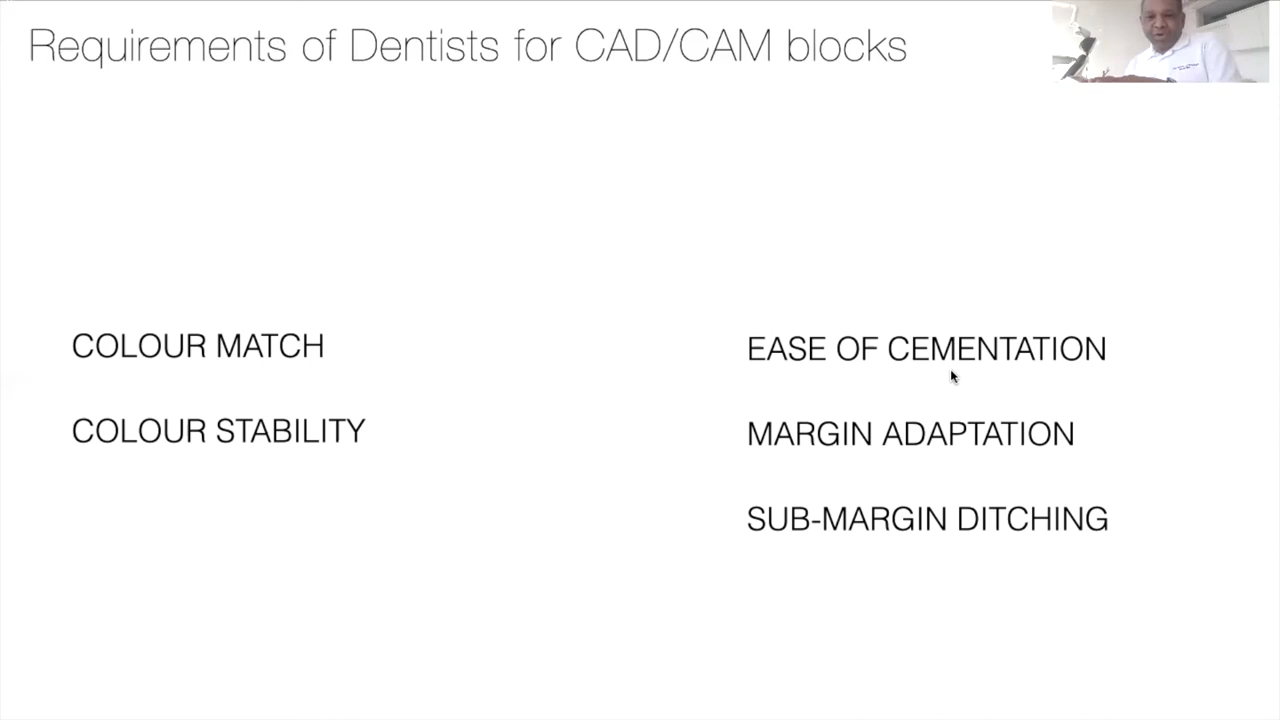 Requirements of Dentists for CAD/CAM blocks
COLOUR MATCH
COLOUR STABILITY
EASE OF CEMENTATION
MARGIN ADAPTATION
SUB-MARGIN DITCHING